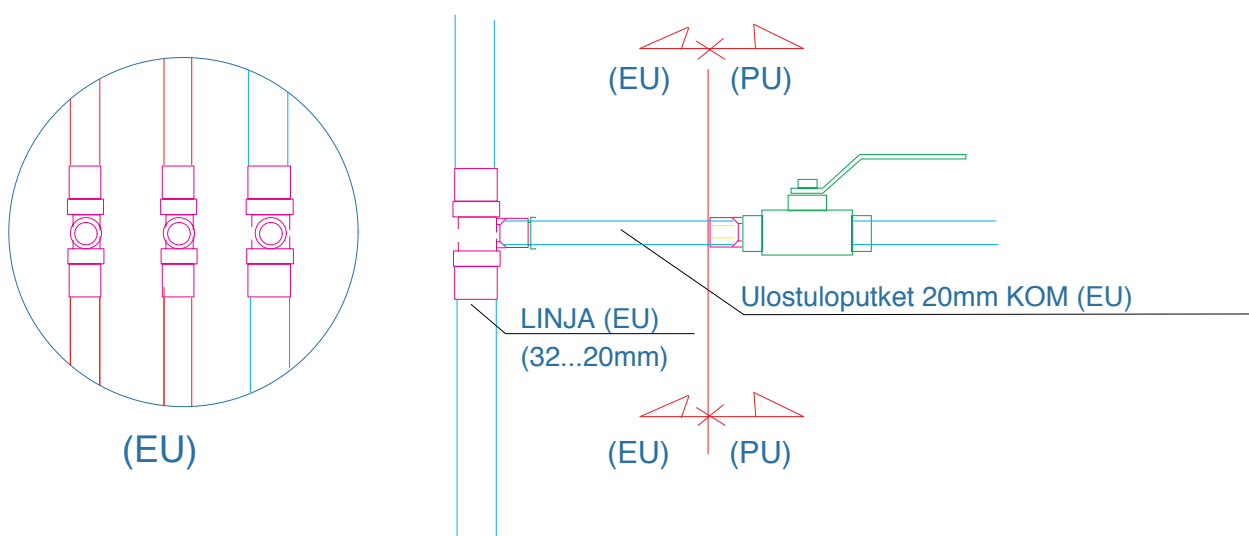 (EU) (PU)
Ulostuloputket 20mm KOM (EU)
LINJA (EU)
(32...20mm)
(EU)
(EU) (PU)